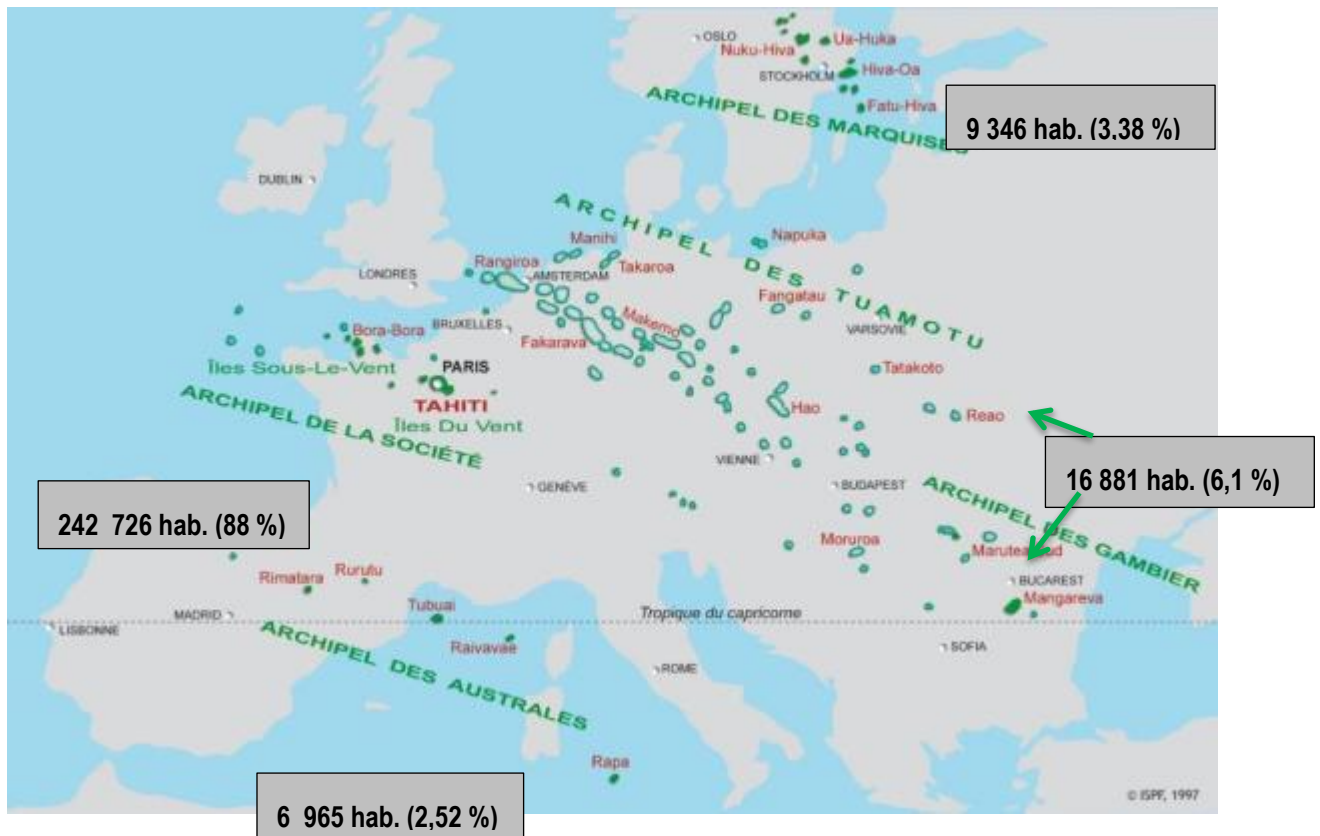 OSLO
Ua-Huka
Nuku-Hiva
STOCKHOLM
Hiva-Oa
ARCHIPEL DES MARQUISES
Fatu-Hiva
9 346 hab. (3,38 %)
DUBLIN
ARCHIPEL DES TUAMOTU
Napuka
Manihi
Rangiroa
Takaroa
LONDRES
AMSTERDAM
Fangatau
Makemo
VARSOVIE
Bora-Bora
BRUXELLES
Fakarava
Îles Sous-Le-Vent
PARIS
Tatakoto
TAHITI
Îles Du Vent
ARCHIPEL DE LA SOCIÉTÉ
Hao
Reao
VIENNE
16 881 hab. (6,1 %)
GENÈVE
BUDAPEST
ARCHIPEL DES GAMBIER
242 726 hab. (88 %)
Moruroa
Marutea Sud
Rimatara
Rurutu
BUCAREST
Mangareva
Tubuai
MADRID
Tropique du capricorne
LISBONNE
ARCHIPEL DES AUSTRALES
Raivavae
SOFIA
ROME
Rapa
© ISPF, 1997
6 965 hab. (2,52 %)